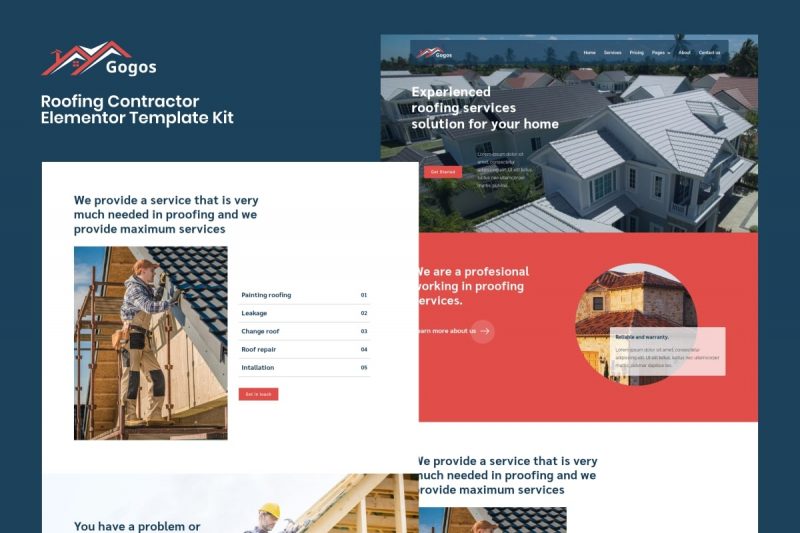 Gogos
Roofing Contractor
Elementor Template Kit
We provide a service that is very
much needed in proofing and we
provide maximum services
Painting roofing 01
Leakage 02
Change roof 03
Roof repair 04
Intallation 05
Get in touch
You have a problem or
Gogos
Home Services Pricing Pages About Contact us
Experienced
roofing services
solution for your home
Get Started
Lorem ipsum dolor sit
amet, consectetur
adipiscing elit. Ut elit
luctus nec ullamcorper
mattis, pulvinar
We are a profesional
working in proofing
services.
earn more about us
Reliable and warranty.
Lorem ipsum dolor sit amet, consectetur
adipiscing elit. Ut elit tellus, luctus nec ullamcorper
mattis, pulvinar dapibus leo.
We provide a service that is very
much needed in proofing and we
provide maximum services